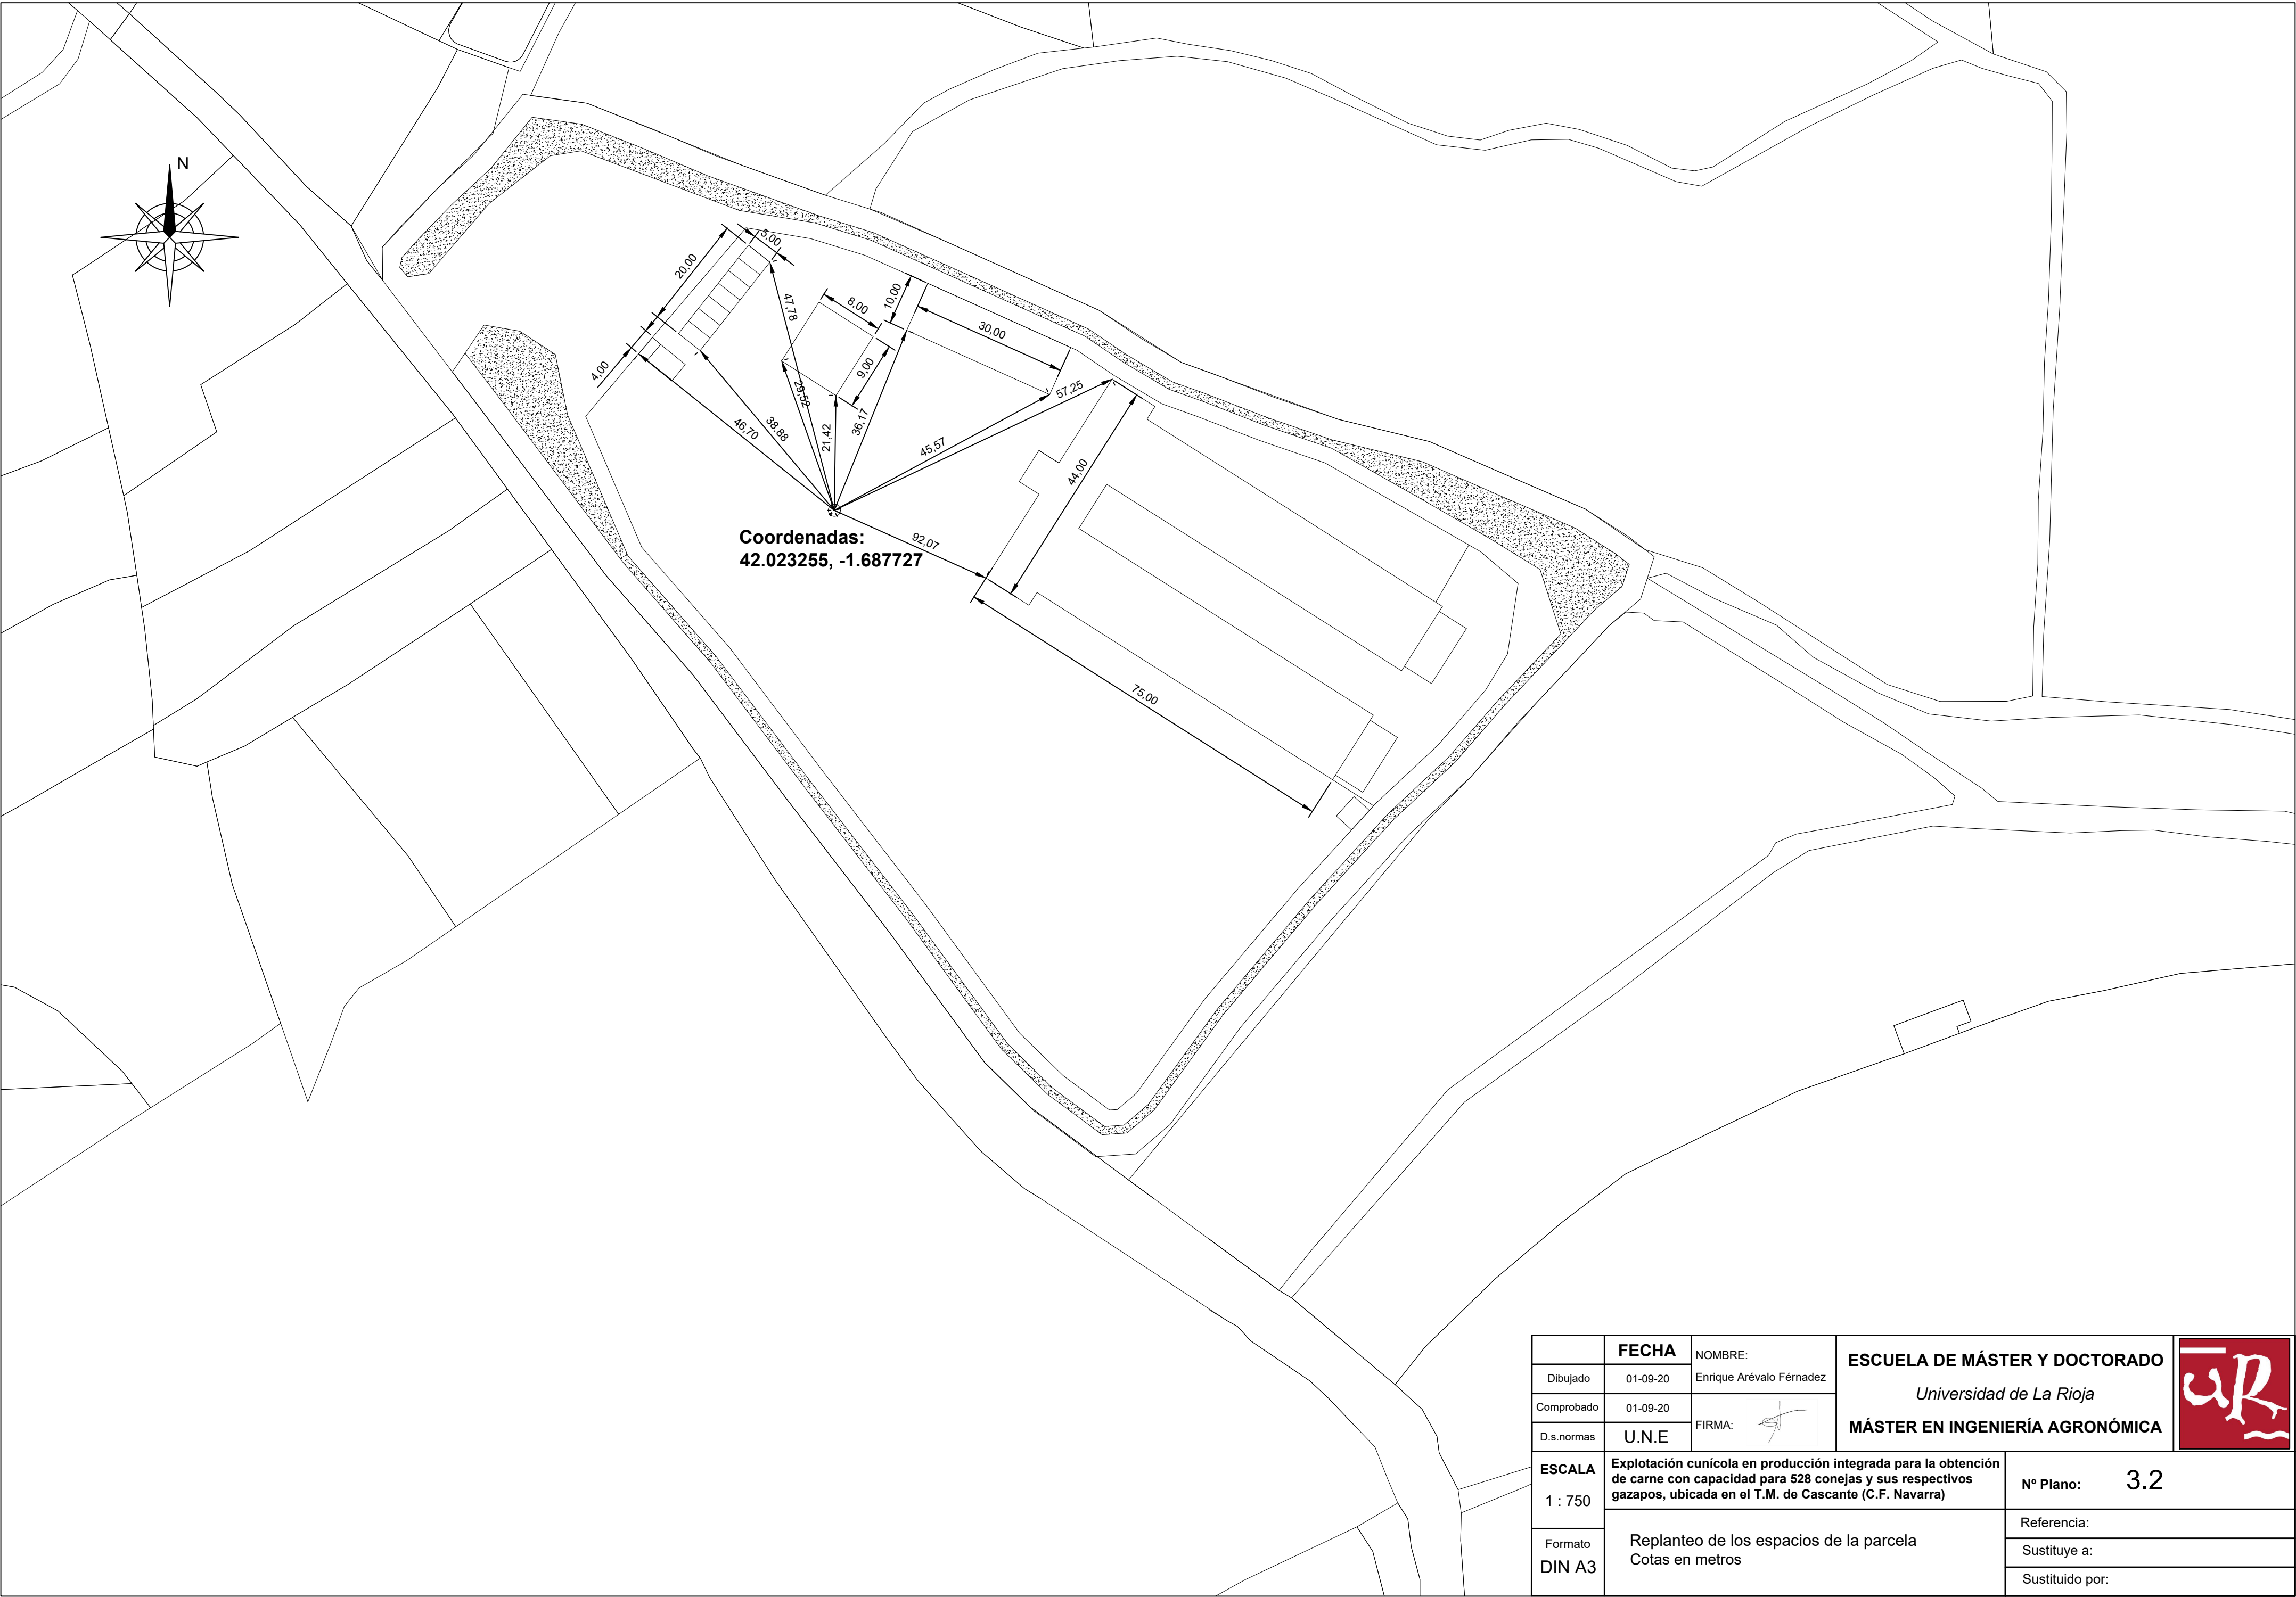 N
5,00
20,00
47,78
8,00
10,00
30,00
4,00
9,00
29,52
57,25
46,70
38,88
21,42
36,17
45,57
44,00
Coordenadas:
42.023255, -1.687727
92,07
75,00
FECHA
Dibujado
01-09-20
Comprobado
01-09-20
D.s.normas
U.N.E
NOMBRE:
Enrique Arévalo Férnadez
FIRMA:
ESCUELA DE MÁSTER Y DOCTORADO
Universidad de La Rioja
MÁSTER EN INGENIERÍA AGRONÓMICA
uR
ESCALA
1 : 750
Explotación cunícola en producción integrada para la obtención
de carne con capacidad para 528 conejas y sus respectivos
gazapos, ubicada en el T.M. de Cascante (C.F. Navarra)
Nº Plano: 3.2
Formato
DIN A3
Replanteo de los espacios de la parcela
Cotas en metros
Referencia:
Sustituye a:
Sustituido por: